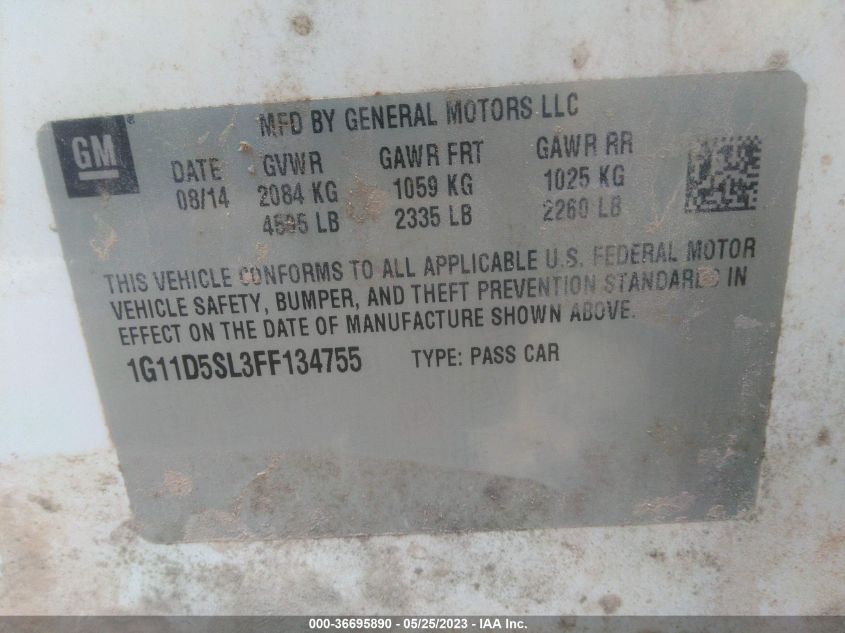 GM®
MFD BY GENERAL MOTORS LLC
DATE GVWR GAWR FRT GAWR RR
08/14 2084 KG 1059 KG 1025 KG
4595 LB 2335 LB 2260 LB
THIS VEHICLE CONFORMS TO ALL APPLICABLE U.S. FEDERAL MOTOR
VEHICLE SAFETY, BUMPER, AND THEFT PREVENTION STANDARDS IN
EFFECT ON THE DATE OF MANUFACTURE SHOWN ABOVE.
1G11D5SL3FF134755 TYPE: PASS CAR
000-36695890 - 05/25/2023 - IAA Inc.